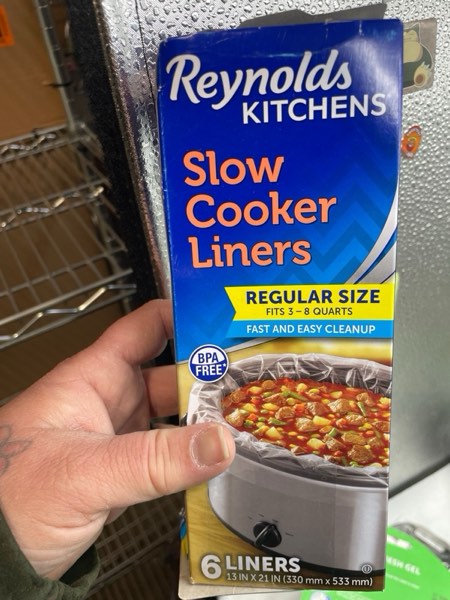 Reynolds
KITCHENS®
Slow
Cooker
Liners
REGULAR SIZE
FITS 3 – 8 QUARTS
FAST AND EASY CLEANUP
BPA
FREE*
6 LINERS
13 IN X 21 IN (330 mm x 533 mm)
GEL